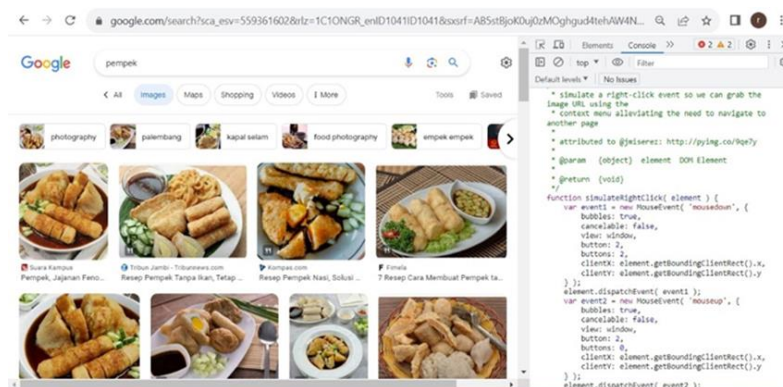 google.com/search?sca_esv=559361602&rlz=1C1ONGR_enID1041ID1041&sxsrf=AB5stBjoK0uj0zMOghgud4tehAW4N...
Google
pempek
All
Images
Maps
Shopping
Videos
More
Tools
Saved
photography
palembang
kapal selam
food photography
empek empek
Suara Kampus
Pempek, Jajanan Feno...
Tribun Jambi - Tribunnews.com
Resep Pempek Tanpa Ikan, Tetap ...
Kompas.com
Resep Pempek Nasi, Solusi ...
Fimela
7 Resep Cara Membuat Pempek ta...
Elements Console
2 2
top Filter
Default levels No Issues
* simulate a right-click event so we can grab the
image URL using the
* context menu alleviating the need to navigate to
another page
*
* attributed to @jmiserez: http://pyimg.co/9qe7y
*
* @param {object} element DOM Element
*
* @return {void}
*/
function simulateRightClick( element ) {
var event1 = new MouseEvent( 'mousedown', {
bubbles: true,
cancelable: false,
view: window,
button: 2,
buttons: 2,
clientX: element.getBoundingClientRect().x,
clientY: element.getBoundingClientRect().y
} );
element.dispatchEvent( event1 );
var event2 = new MouseEvent( 'mouseup', {
bubbles: true,
cancelable: false,
view: window,
button: 2,
buttons: 0,
clientX: element.getBoundingClientRect().x,
clientY: element.getBoundingClientRect().y
} );
element.dispatchEvent( event2 );